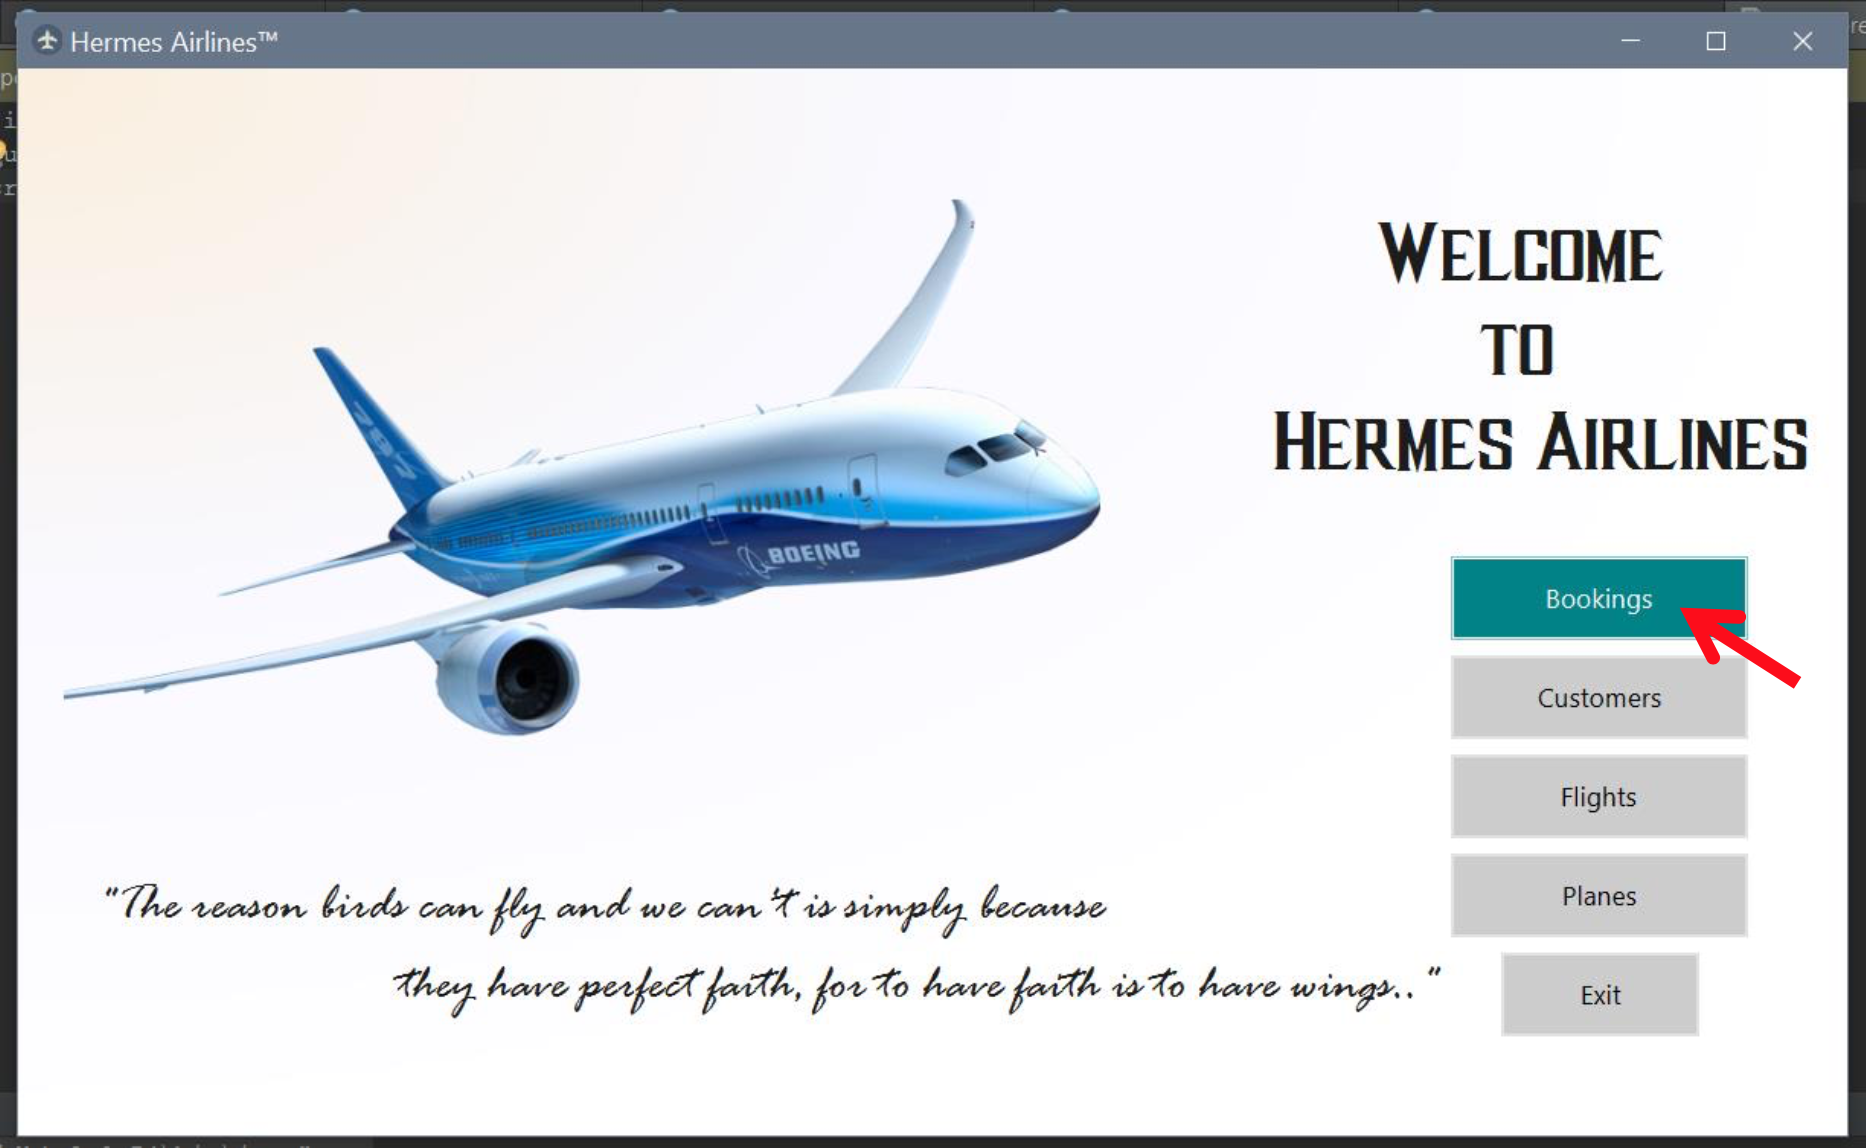 Hermes Airlines™
WELCOME
TO
HERMES AIRLINES
797
BOEING
Bookings
Customers
Flights
Planes
Exit
"The reason birds can fly and we can't is simply because
they have perfect faith, for to have faith is to have wings.."